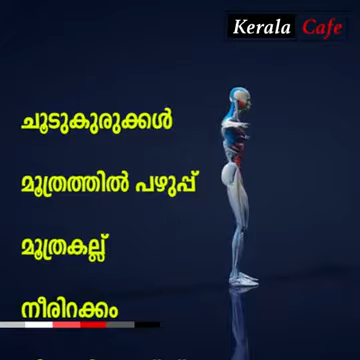 Kerala Cafe
ചൂടുകുരുക്കൾ
മൂത്രത്തിൽ പഴുപ്പ്
മൂത്രകല്ല്
നീരിറക്കം